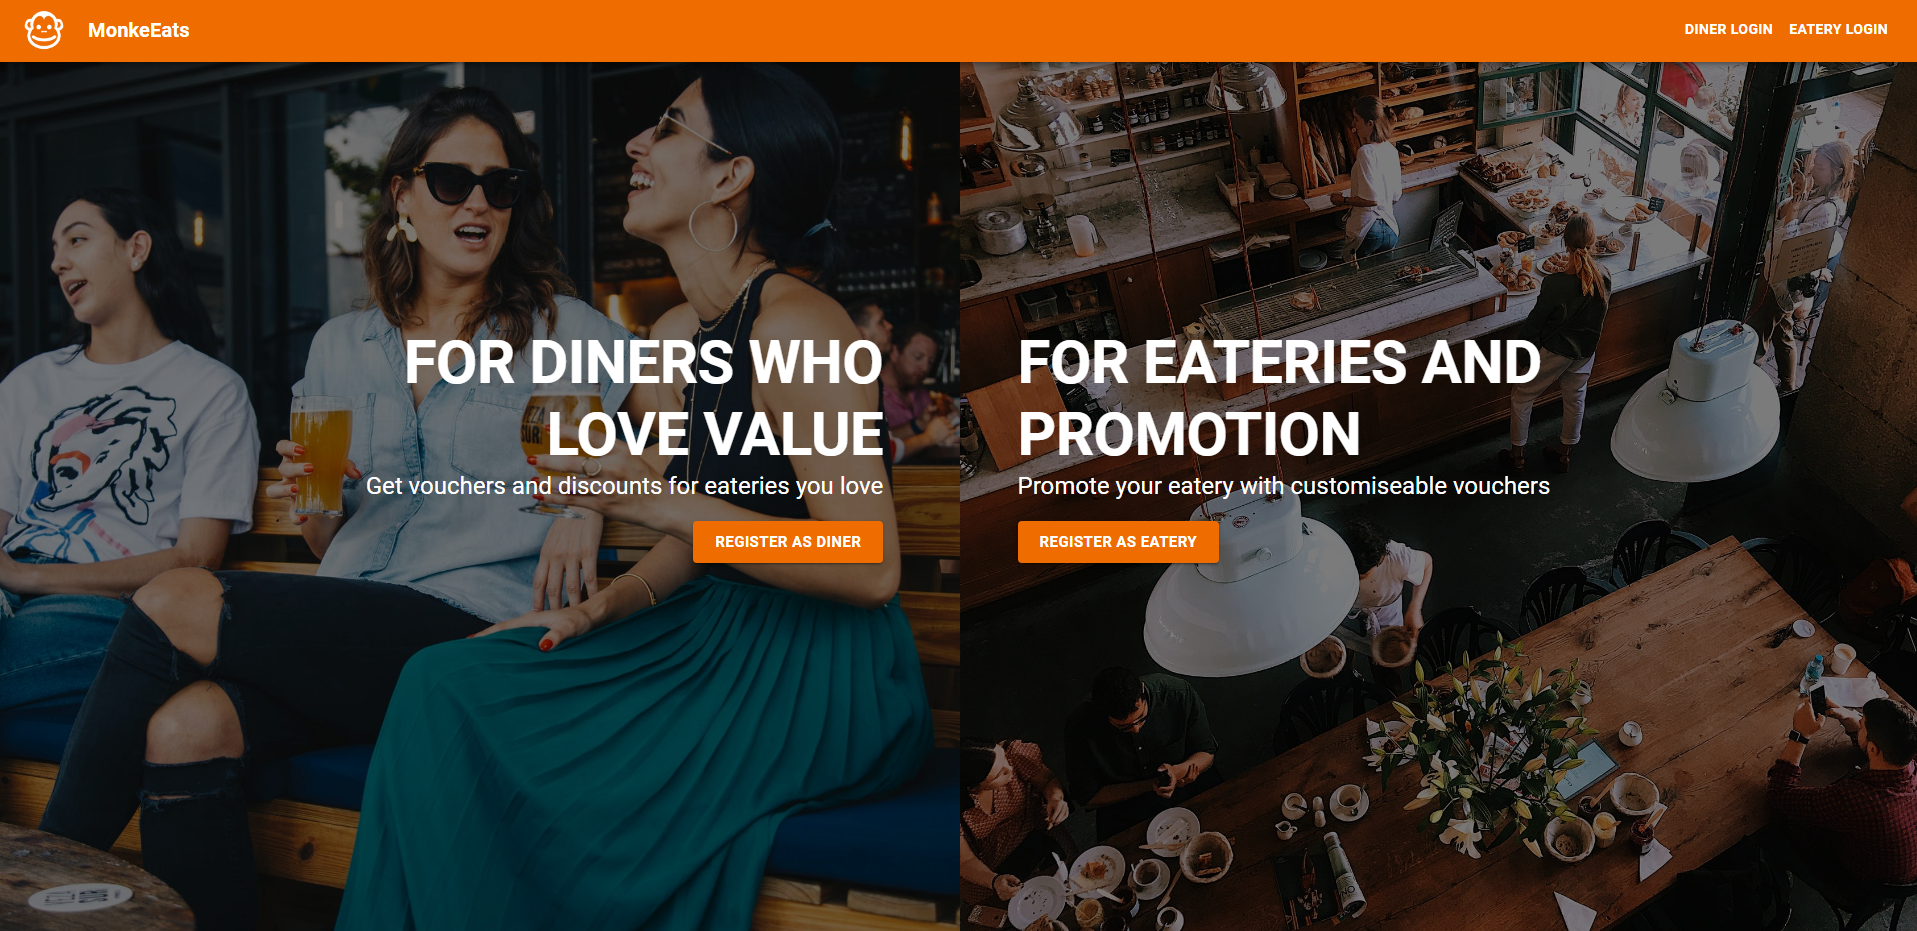 MonkeEats
DINER LOGIN
EATERY LOGIN
FOR DINERS WHO
LOVE VALUE
Get vouchers and discounts for eateries you love
REGISTER AS DINER
FOR EATERIES AND
PROMOTION
Promote your eatery with customiseable vouchers
REGISTER AS EATERY